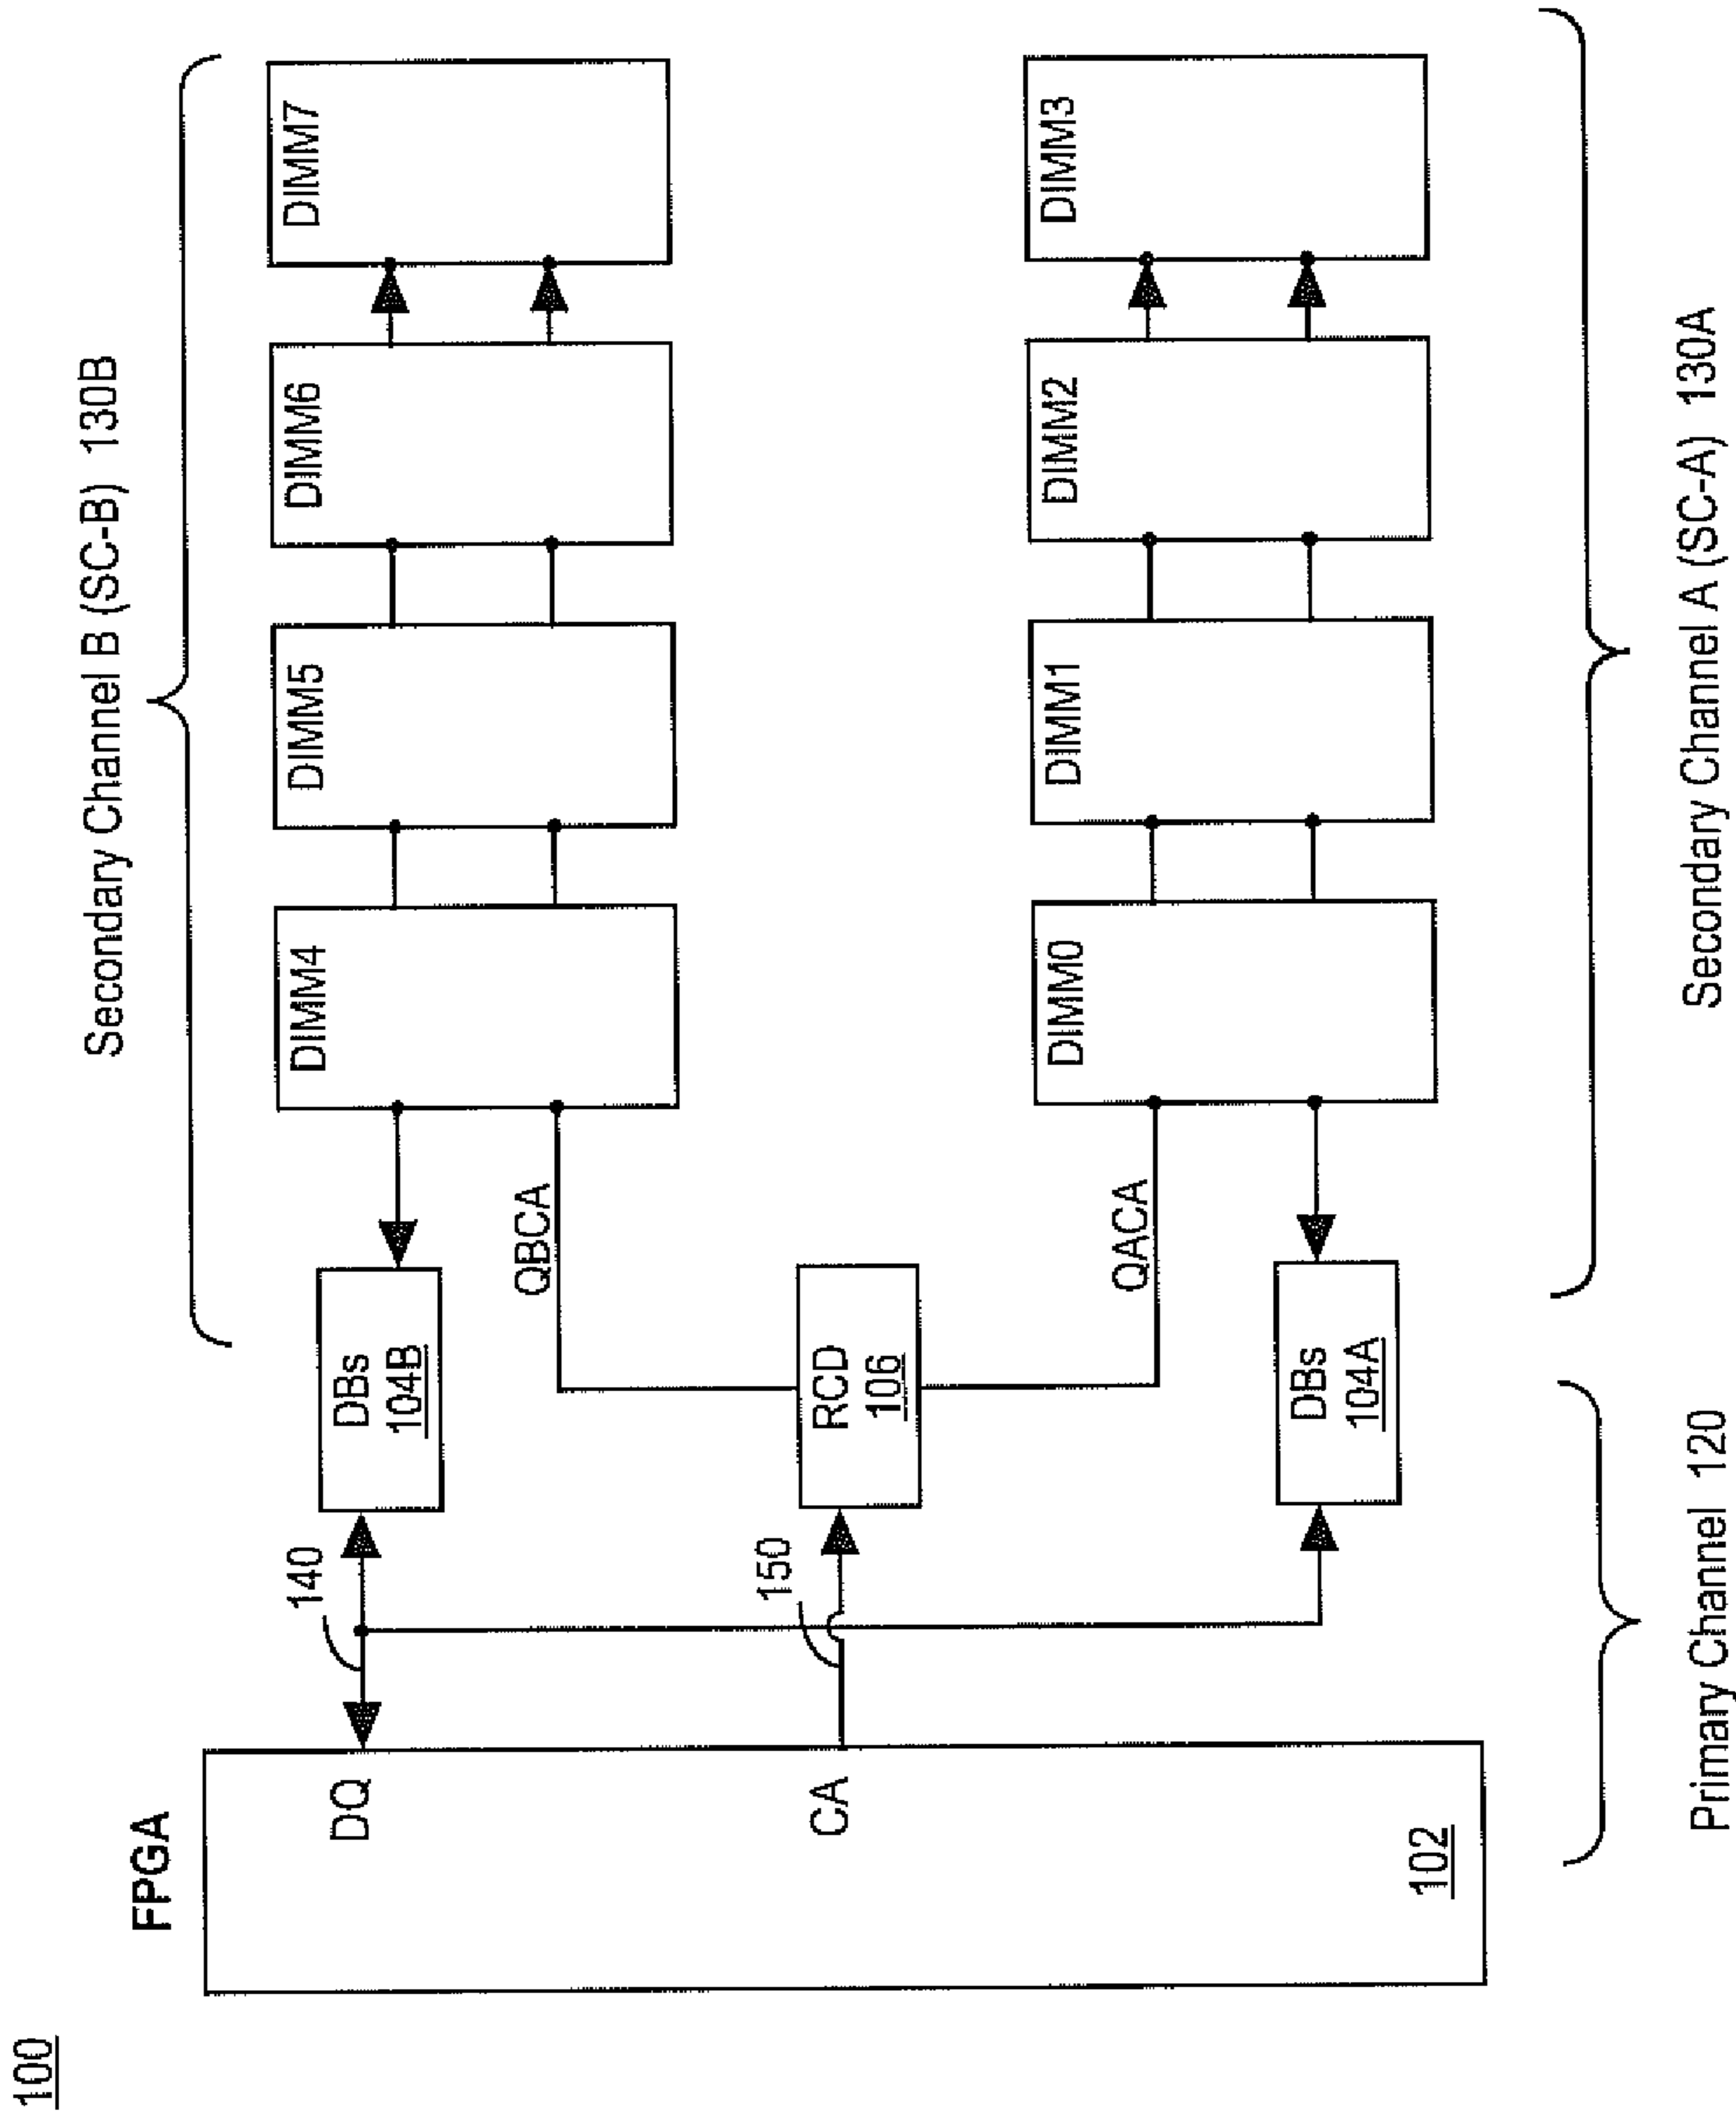 100
FPGA
DQ
CA
102
140
150
DBs
104B
RCD
106
DBs
104A
QBCA
QACA
DIMM4
DIMM5
DIMM6
DIMM7
DIMM0
DIMM1
DIMM2
DIMM3
Secondary Channel B (SC-B) 130B
Primary Channel 120
Secondary Channel A (SC-A) 130A